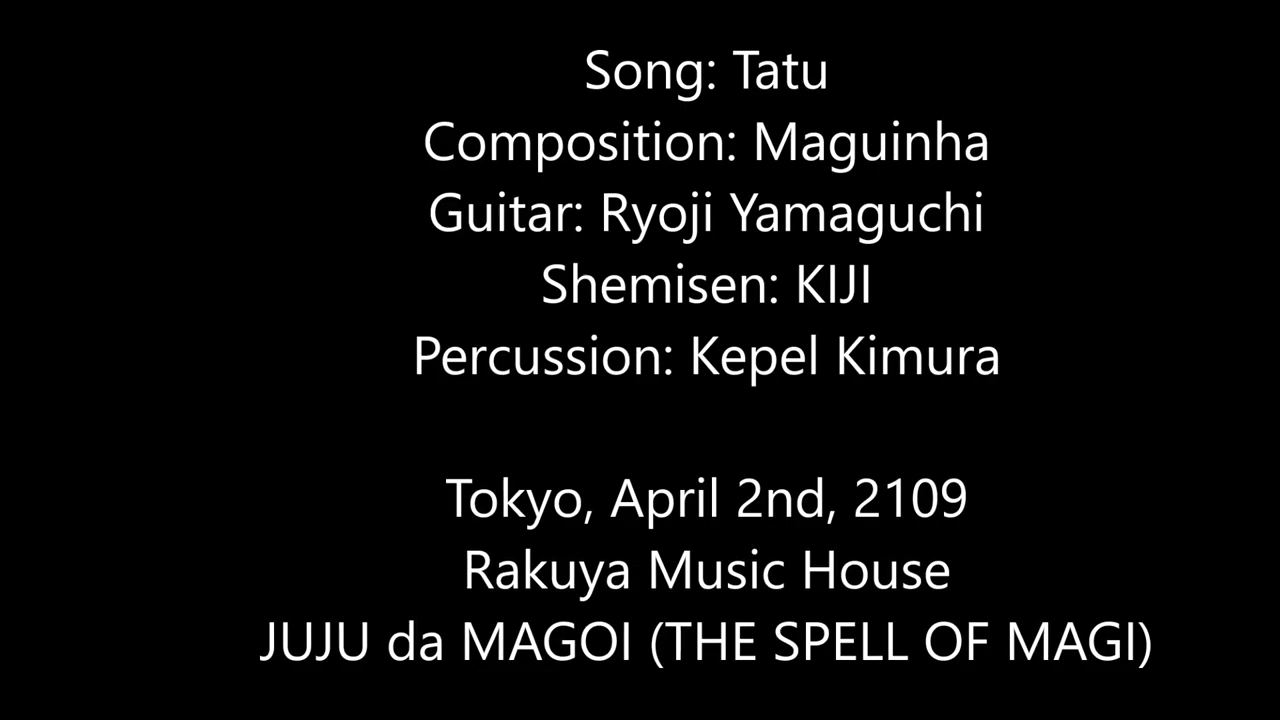 Song: Tatu
Composition: Maguinha
Guitar: Ryoji Yamaguchi
Shemisen: KIJI
Percussion: Kepel Kimura
Tokyo, April 2nd, 2109
Rakuya Music House
JUJU da MAGOI (THE SPELL OF MAGI)